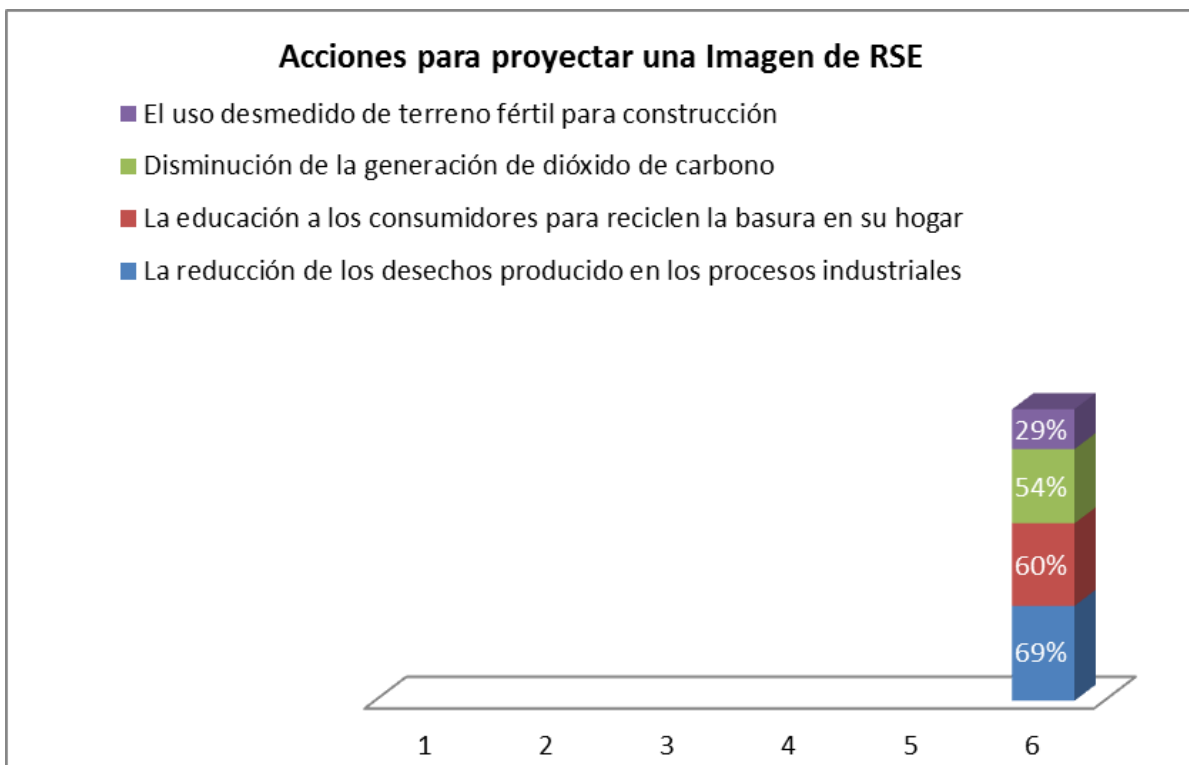 Acciones para proyectar una Imagen de RSE
El uso desmedido de terreno fértil para construcción
Disminución de la generación de dióxido de carbono
La educación a los consumidores para reciclen la basura en su hogar
La reducción de los desechos producido en los procesos industriales
29%
54%
60%
69%
1 2 3 4 5 6